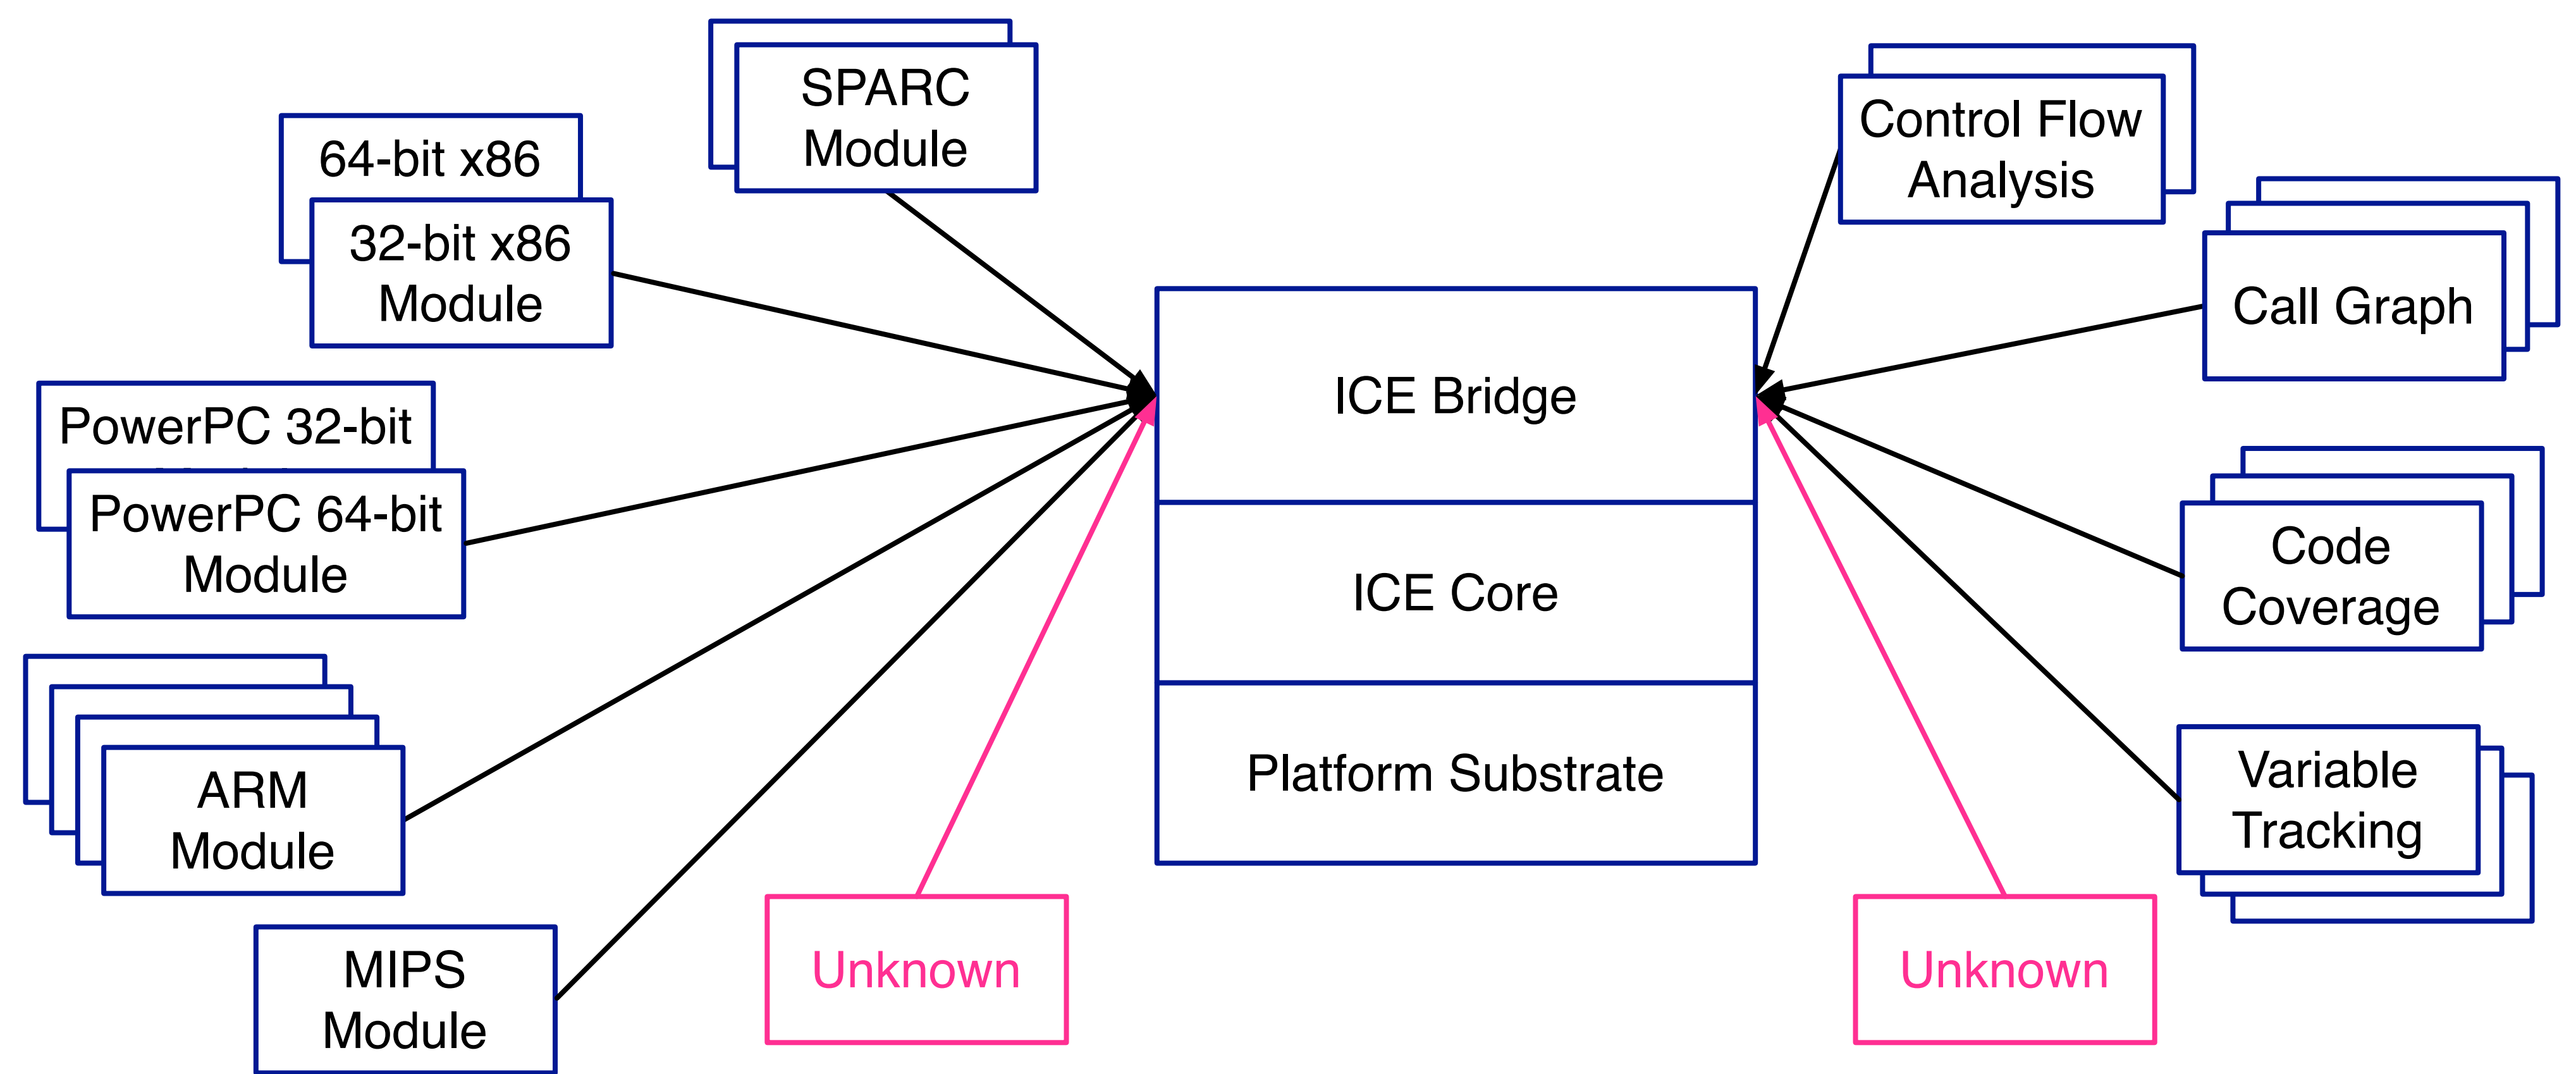 SPARC
Module
64-bit x86
32-bit x86
Module
PowerPC 32-bit
PowerPC 64-bit
Module
ARM
Module
MIPS
Module
Unknown
ICE Bridge
ICE Core
Platform Substrate
Control Flow
Analysis
Call Graph
Code
Coverage
Variable
Tracking
Unknown